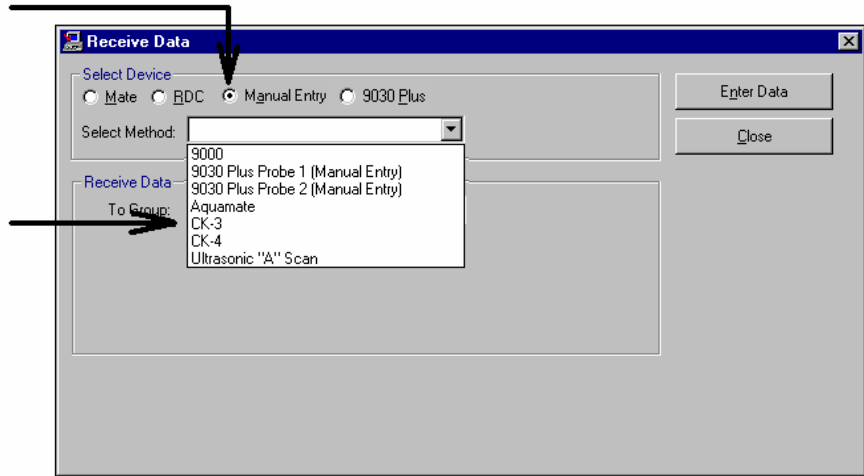 Receive Data
Select Device
Mate RDC Manual Entry 9030 Plus
Enter Data
Select Method:
Close
9000
9030 Plus Probe 1 (Manual Entry)
9030 Plus Probe 2 (Manual Entry)
Aquamate
CK-3
CK-4
Ultrasonic "A" Scan
Receive Data
To Group: